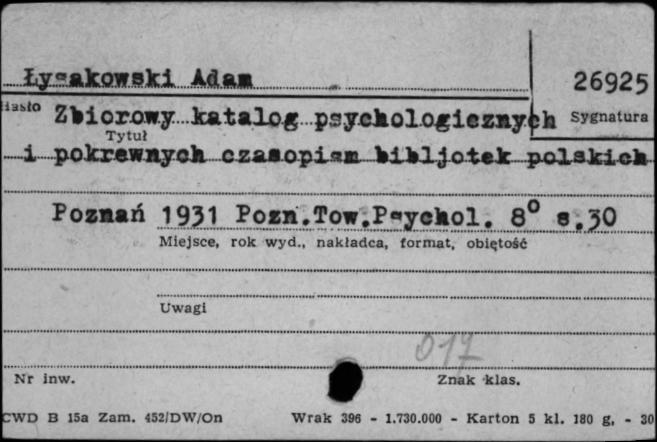 Łysakowski Adam 26925
Hasło Zbiorowy katalog psychologicznych Sygnatura
Tytuł
i pokrewnych czasopism bibljotek polskich
Poznań 1931 Pozn.Tow.Psychol. 8° s.30
Miejsce, rok wyd., nakładca, format, obiętość
Uwagi
017
Nr inw. Znak klas.
CWD B 15a Zam. 452/DW/On Wrak 396 - 1.730.000 - Karton 5 kl. 180 g. - 30